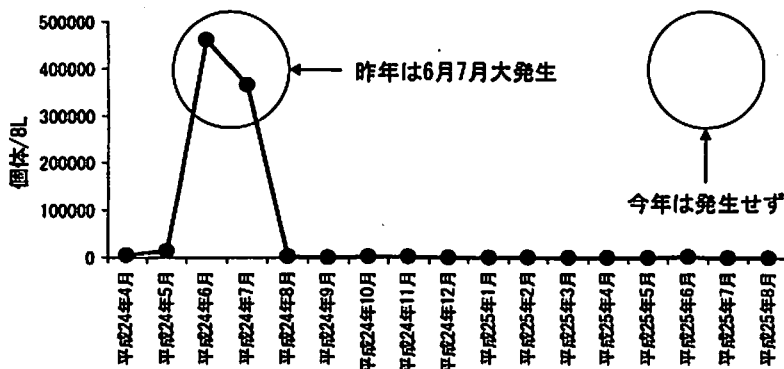 500000
400000
300000
200000
100000
0
個体/8L
昨年は6月7月大発生
今年は発生せず
平成24年4月
平成24年5月
平成24年6月
平成24年7月
平成24年8月
平成24年9月
平成24年10月
平成24年11月
平成24年12月
平成25年1月
平成25年2月
平成25年3月
平成25年4月
平成25年5月
平成25年6月
平成25年7月
平成25年8月